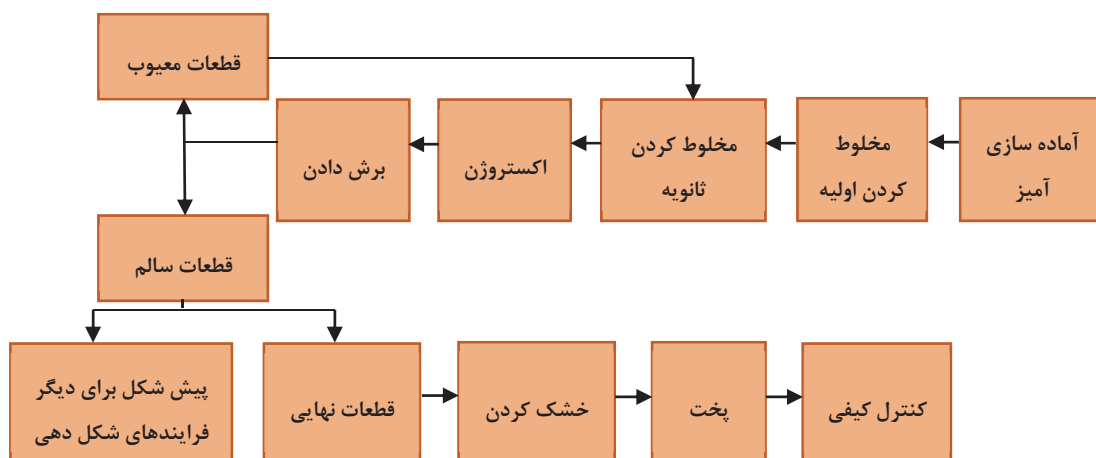 قطعات معیوب
آماده سازی
آمیز
مخلوط
کردن اولیه
مخلوط کردن
ثانویه
اکستروژن
برش دادن
قطعات سالم
پیش شکل برای دیگر
فرایندهای شکل دهی
قطعات نهایی
خشک کردن
پخت
کنترل کیفی